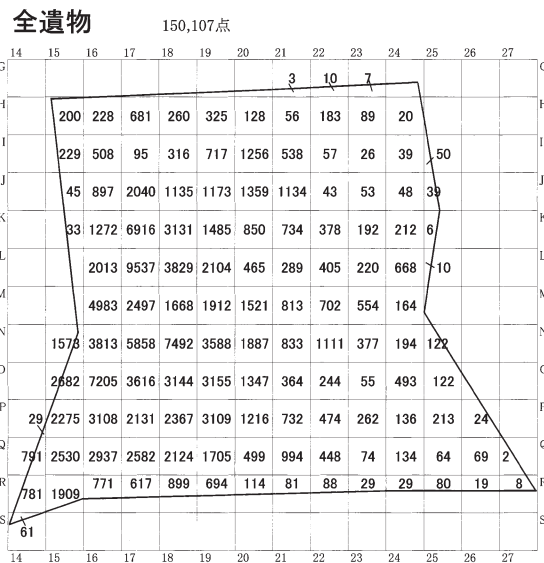 全遺物 150,107点
14 15 16 17 18 19 20 21 22 23 24 25 26 27
G 3 10 7 G
H H
200 228 681 260 325 128 56 183 89 20
I I
229 508 95 316 717 1256 538 57 26 39 50
J J
45 897 2040 1135 1173 1359 1134 43 53 48 39
K K
33 1272 6916 3131 1485 850 734 378 192 212 6
L L
2013 9537 3829 2104 465 289 405 220 668 10
M M
4983 2497 1668 1912 1521 813 702 554 164
N N
1573 3813 5858 7492 3588 1887 833 1111 377 194 122
O O
2682 7205 3616 3144 3155 1347 364 244 55 493 122
P P
29 2275 3108 2131 2367 3109 1216 732 474 262 136 213 24
Q Q
791 2530 2937 2582 2124 1705 499 994 448 74 134 64 69 2
R R
781 1909 771 617 899 694 114 81 88 29 29 80 19 8
S S
61
14 15 16 17 18 19 20 21 22 23 24 25 26 27